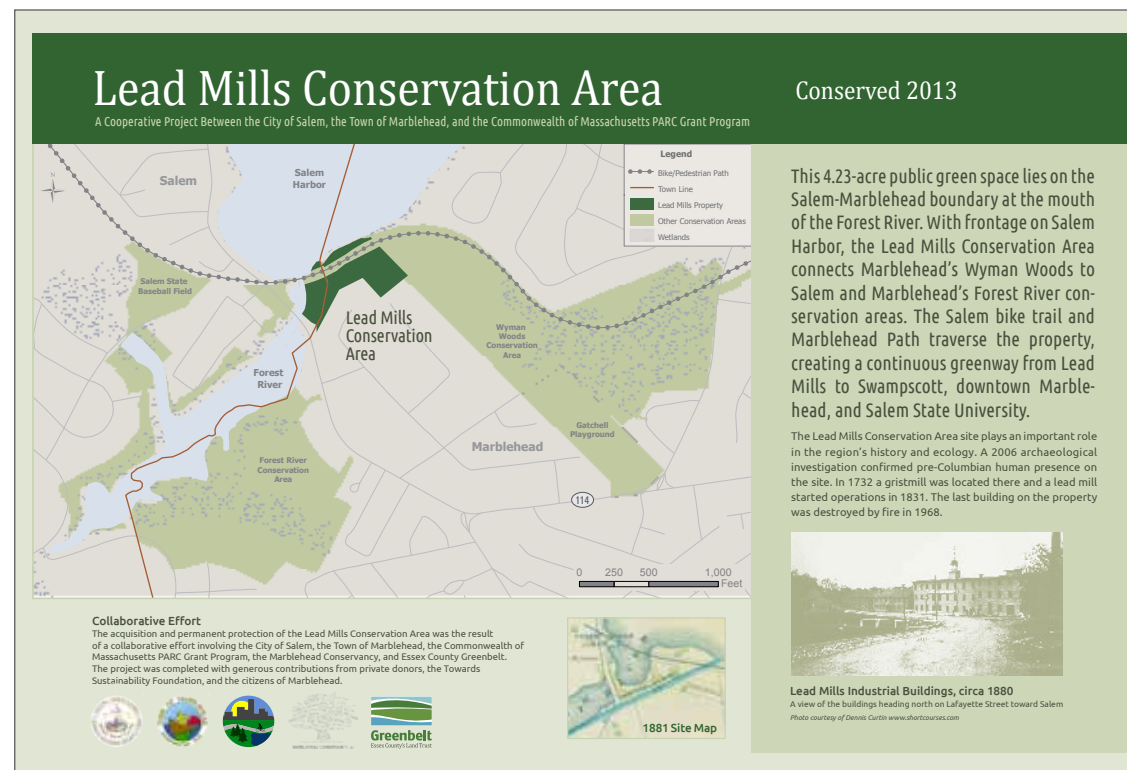 Lead Mills Conservation Area
Conserved 2013
A Cooperative Project Between the City of Salem, the Town of Marblehead, and the Commonwealth of Massachusetts PARC Grant Program
N
Salem
Salem
Harbor
Legend
Bike/Pedestrian Path
Town Line
Lead Mills Property
Other Conservation Areas
Wetlands
Salem State
Baseball Field
Lead Mills
Conservation
Area
Wyman
Woods
Conservation
Area
Forest
River
Gatchell
Playground
Marblehead
Forest River
Conservation
Area
114
0 250 500 1,000
Feet
This 4.23-acre public green space lies on the
Salem-Marblehead boundary at the mouth
of the Forest River. With frontage on Salem
Harbor, the Lead Mills Conservation Area
connects Marblehead's Wyman Woods to
Salem and Marblehead's Forest River con-
servation areas. The Salem bike trail and
Marblehead Path traverse the property,
creating a continuous greenway from Lead
Mills to Swampscott, downtown Marble-
head, and Salem State University.
The Lead Mills Conservation Area site plays an important role
in the region's history and ecology. A 2006 archaeological
investigation confirmed pre-Columbian human presence on
the site. In 1732 a gristmill was located there and a lead mill
started operations in 1831. The last building on the property
was destroyed by fire in 1968.
Lead Mills Industrial Buildings, circa 1880
A view of the buildings heading north on Lafayette Street toward Salem
Photo courtesy of Dennis Curtin www.shortcourses.com
Collaborative Effort
The acquisition and permanent protection of the Lead Mills Conservation Area was the result
of a collaborative effort involving the City of Salem, the Town of Marblehead, the Commonwealth of
Massachusetts PARC Grant Program, the Marblehead Conservancy, and Essex County Greenbelt.
The project was completed with generous contributions from private donors, the Towards
Sustainability Foundation, and the citizens of Marblehead.
Greenbelt
Essex County's Land Trust
1881 Site Map